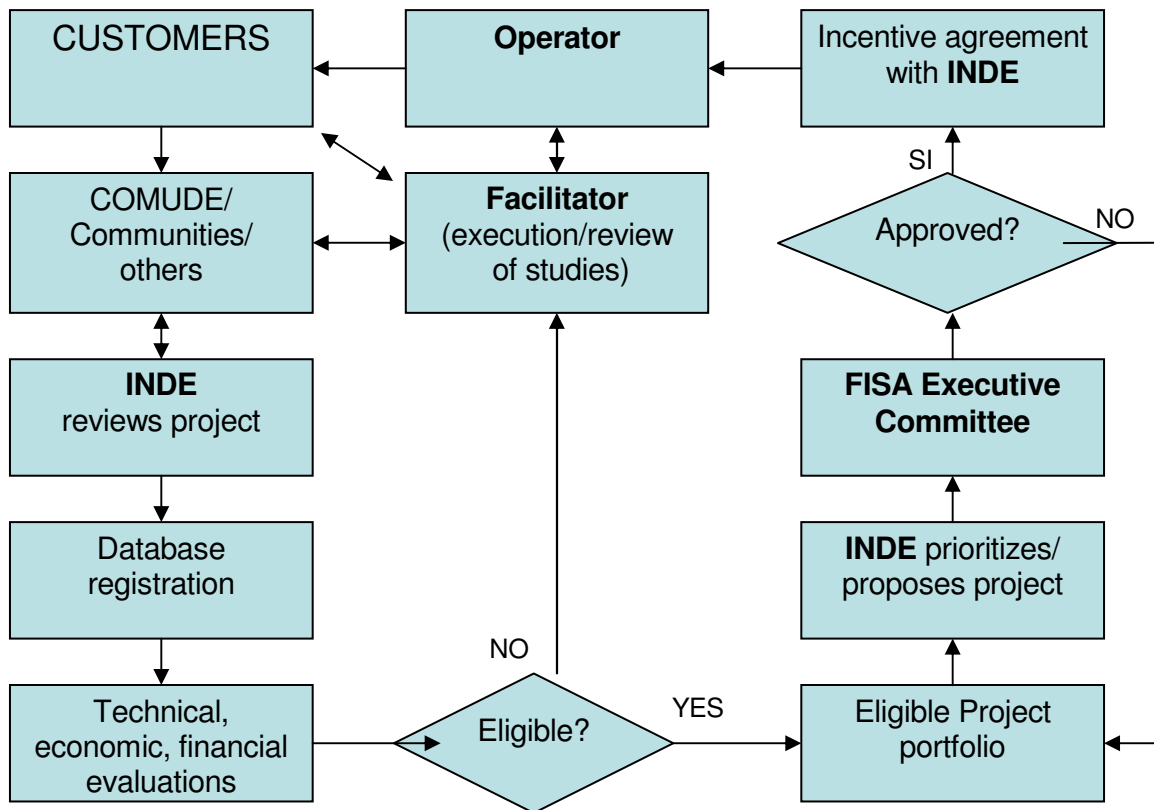 CUSTOMERS
Operator
Incentive agreement
with INDE
SI
COMUDE/
Communities/
others
Facilitator
(execution/review
of studies)
Approved?
NO
INDE
reviews project
FISA Executive
Committee
Database
registration
INDE prioritizes/
proposes project
NO
Technical,
economic, financial
evaluations
Eligible?
YES
Eligible Project
portfolio